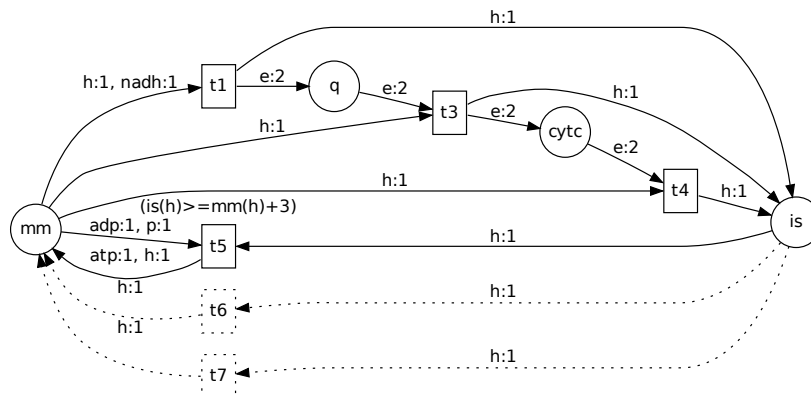 h:1
h:1, nadh:1
t1
e:2
q
e:2
t3
h:1
e:2
h:1
cytc
e:2
h:1
t4
h:1
(is(h)>=mm(h)+3)
mm
adp:1, p:1
t5
h:1
is
atp:1, h:1
h:1
t6
h:1
h:1
t7
h:1